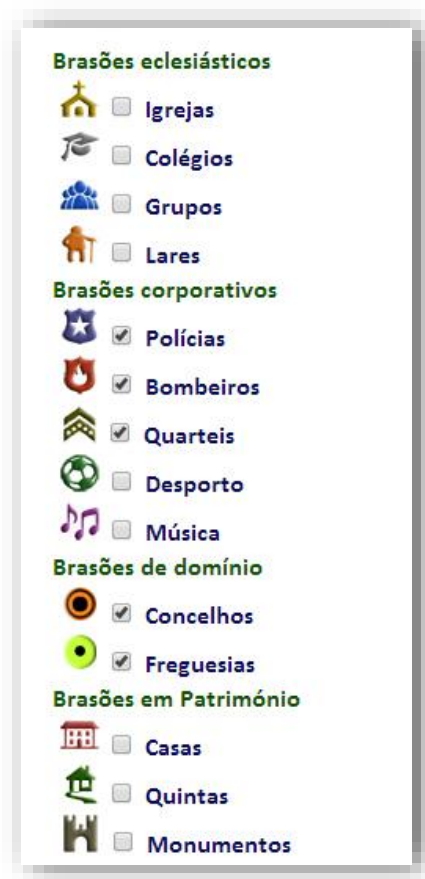 Brasões eclesiásticos
Igrejas
Colégios
Grupos
Lares
Brasões corporativos
Polícias
Bombeiros
Quarteis
Desporto
Música
Brasões de domínio
Concelhos
Freguesias
Brasões em Património
Casas
Quintas
Monumentos